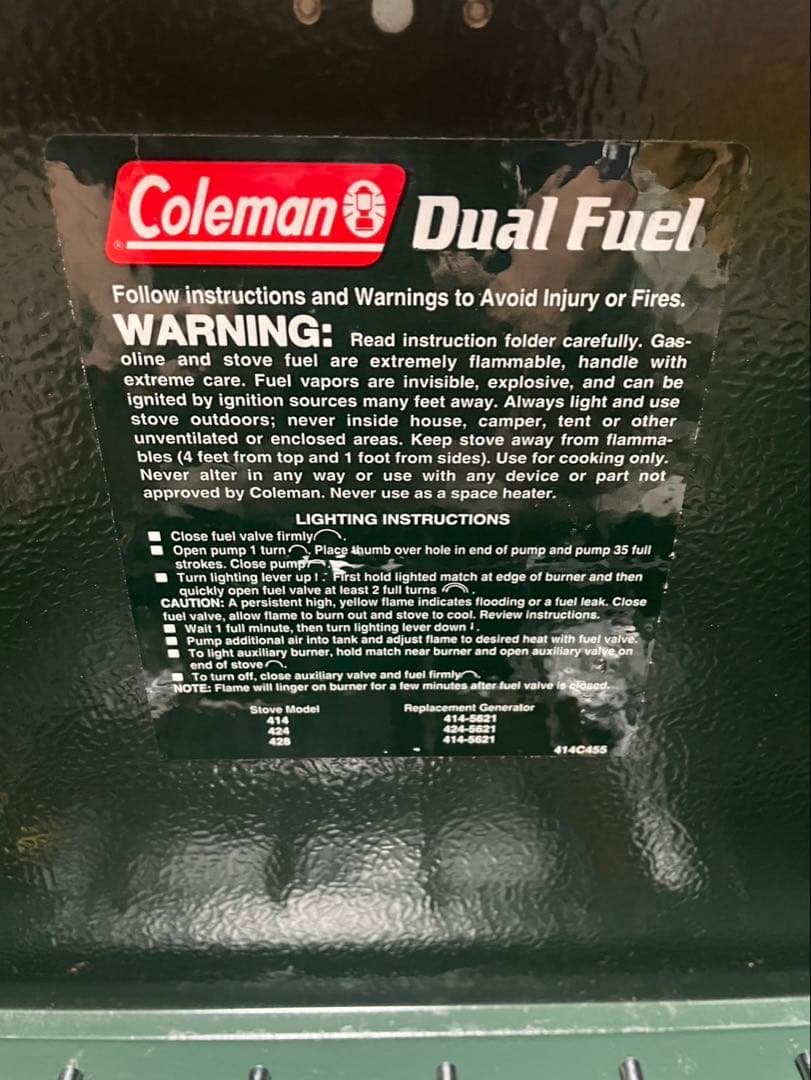 Coleman ® Dual Fuel
Follow instructions and Warnings to Avoid Injury or Fires.
WARNING: Read instruction folder carefully. Gas-
oline and stove fuel are extremely flammable, handle with
extreme care. Fuel vapors are invisible, explosive, and can be
ignited by ignition sources many feet away. Always light and use
stove outdoors; never inside house, camper, tent or other
unventilated or enclosed areas. Keep stove away from flamma-
bles (4 feet from top and 1 foot from sides). Use for cooking only.
Never alter in any way or use with any device or part not
approved by Coleman. Never use as a space heater.
LIGHTING INSTRUCTIONS
Close fuel valve firmly.
Open pump 1 turn. Place thumb over hole in end of pump and pump 35 full
strokes. Close pump.
Turn lighting lever up ↑. First hold lighted match at edge of burner and then
quickly open fuel valve at least 2 full turns.
CAUTION: A persistent high, yellow flame indicates flooding or a fuel leak. Close
fuel valve, allow flame to burn out and stove to cool. Review instructions.
Wait 1 full minute, then turn lighting lever down ↓.
Pump additional air into tank and adjust flame to desired heat with fuel valve.
To light auxiliary burner, hold match near burner and open auxiliary valve on
end of stove.
To turn off, close auxiliary valve and fuel firmly.
NOTE: Flame will linger on burner for a few minutes after fuel valve is closed.
Stove Model Replacement Generator
414 414-5621
424 424-5621
428 414-5621
414C455